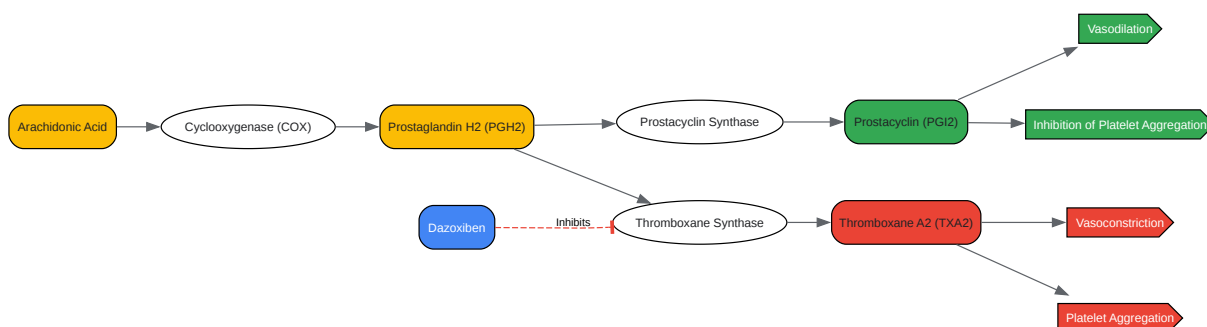 Vasodilation
Arachidonic Acid
Cyclooxygenase (COX)
Prostaglandin H2 (PGH2)
Prostacyclin Synthase
Prostacyclin (PGI2)
Inhibition of Platelet Aggregation
Dazoxiben
Inhibits
Thromboxane Synthase
Thromboxane A2 (TXA2)
Vasoconstriction
Platelet Aggregation